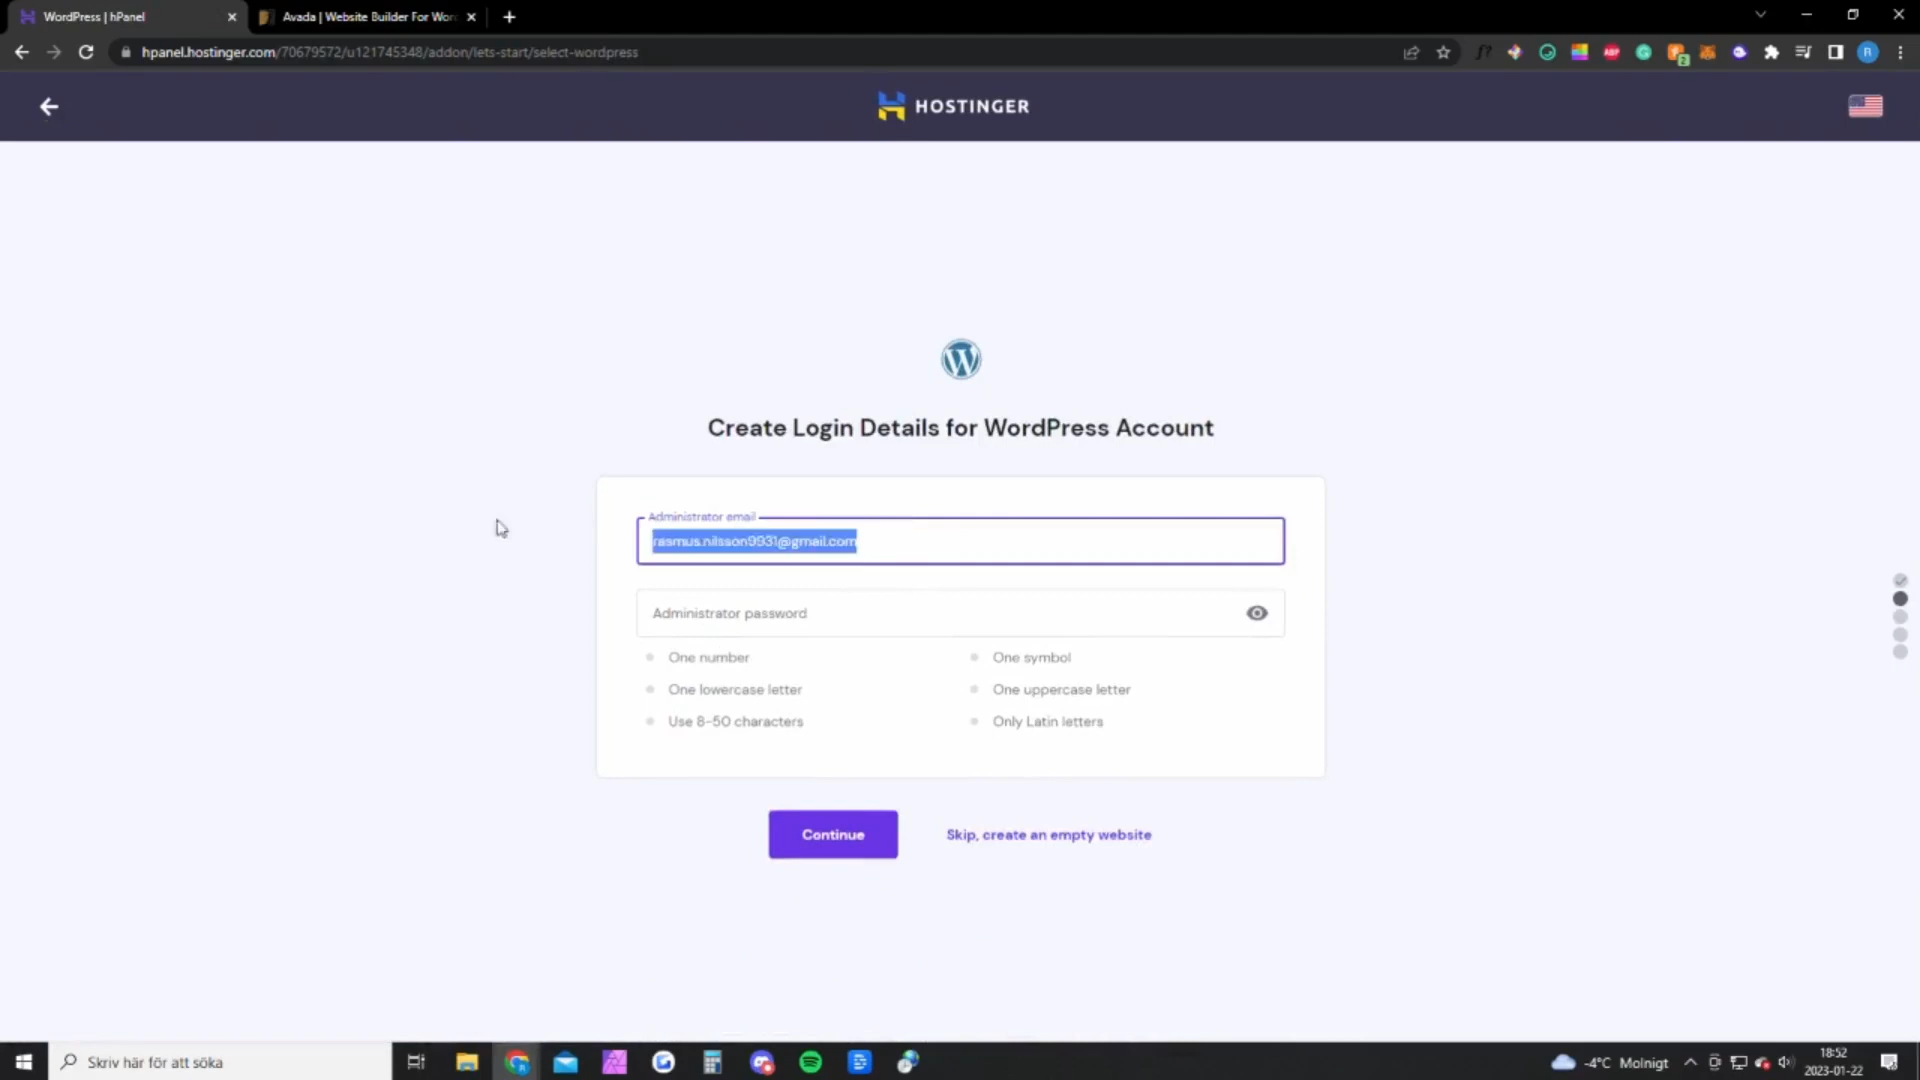 WordPress | hPanel
Avada | Website Builder For Wor
hpanel.hostinger.com/70679572/u121745348/addon/lets-start/select-wordpress
HOSTINGER
Create Login Details for WordPress Account
Administrator email
rasmus.nilsson9931@gmail.com
Administrator password
One number
One symbol
One lowercase letter
One uppercase letter
Use 8-50 characters
Only Latin letters
Continue
Skip, create an empty website
Skriv här för att söka
-4°C Molnigt
18:52
2023-01-22